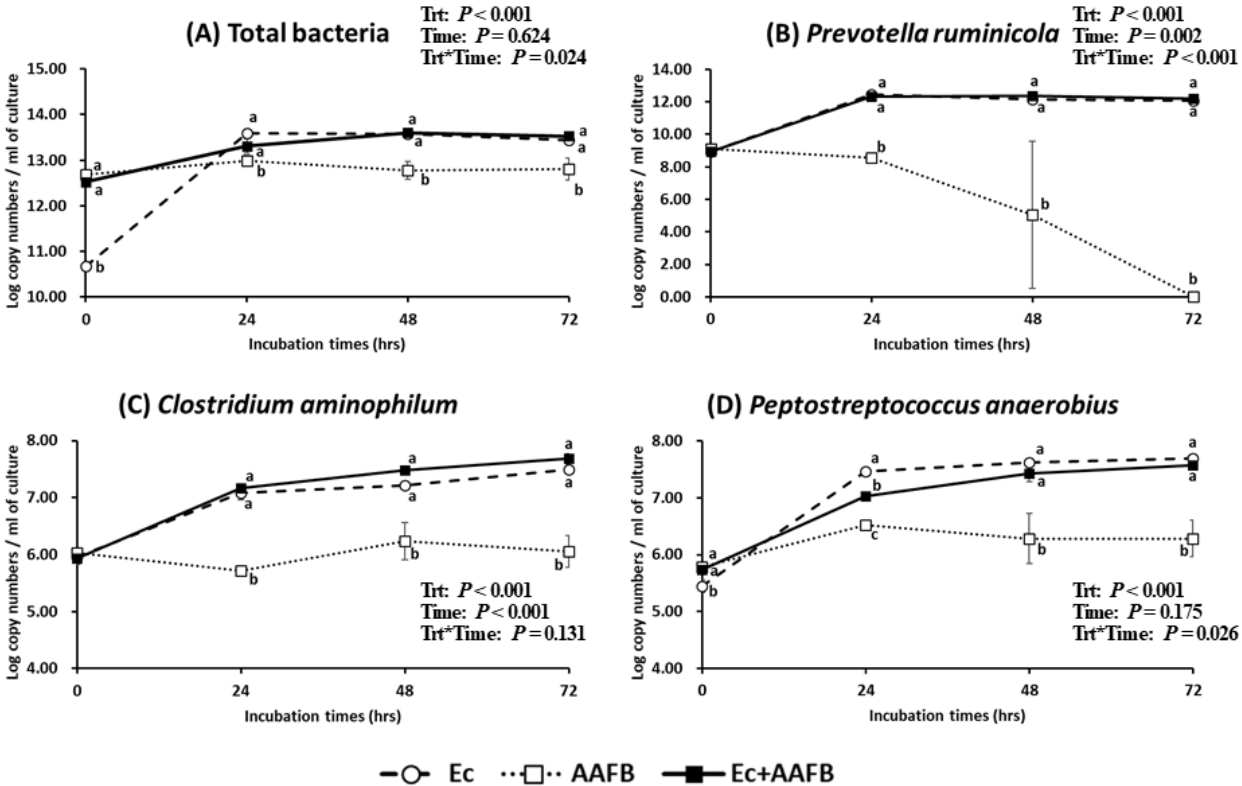 (A) Total bacteria
Trt: P < 0.001
Time: P = 0.624
Trt*Time: P = 0.024
Log copy numbers / ml of culture
15.00
14.00
13.00
12.00
11.00
10.00
a
a
b
a
a
b
a
a
b
a
a
b
0
24
48
72
Incubation times (hrs)
(B) Prevotella ruminicola
Trt: P < 0.001
Time: P = 0.002
Trt*Time: P < 0.001
Log copy numbers / ml of culture
14.00
12.00
10.00
8.00
6.00
4.00
2.00
0.00
a
a
b
a
a
b
a
a
b
0
24
48
72
Incubation times (hrs)
(C) Clostridium aminophilum
Log copy numbers / ml of culture
8.00
7.00
6.00
5.00
4.00
a
a
b
a
a
b
a
a
b
Trt: P < 0.001
Time: P < 0.001
Trt*Time: P = 0.131
0
24
48
72
Incubation times (hrs)
(D) Peptostreptococcus anaerobius
Log copy numbers / ml of culture
8.00
7.00
6.00
5.00
4.00
a
a
b
a
b
c
a
a
b
a
a
b
Trt: P < 0.001
Time: P = 0.175
Trt*Time: P = 0.026
0
24
48
72
Incubation times (hrs)
Ec AAFB Ec+AAFB